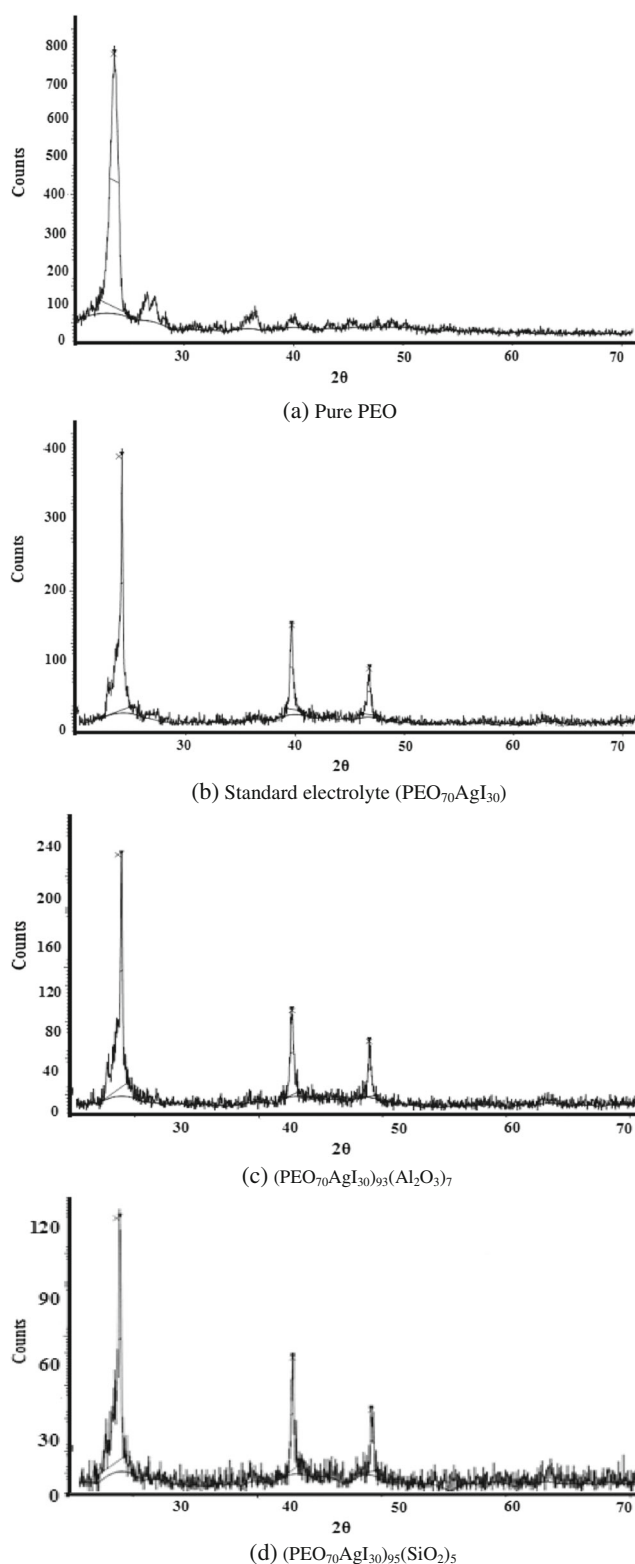 800
700
600
500
400
300
200
100
0
Counts
30 40 50 60 70
2θ
(a) Pure PEO
400
300
200
100
0
Counts
30 40 50 60 70
2θ
(b) Standard electrolyte (PEO₇₀AgI₃₀)
240
200
160
120
80
40
0
Counts
30 40 50 60 70
2θ
(c) (PEO₇₀AgI₃₀)₉₃(Al₂O₃)₇
120
90
60
30
0
Counts
30 40 50 60 70
2θ
(d) (PEO₇₀AgI₃₀)₉₅(SiO₂)₅